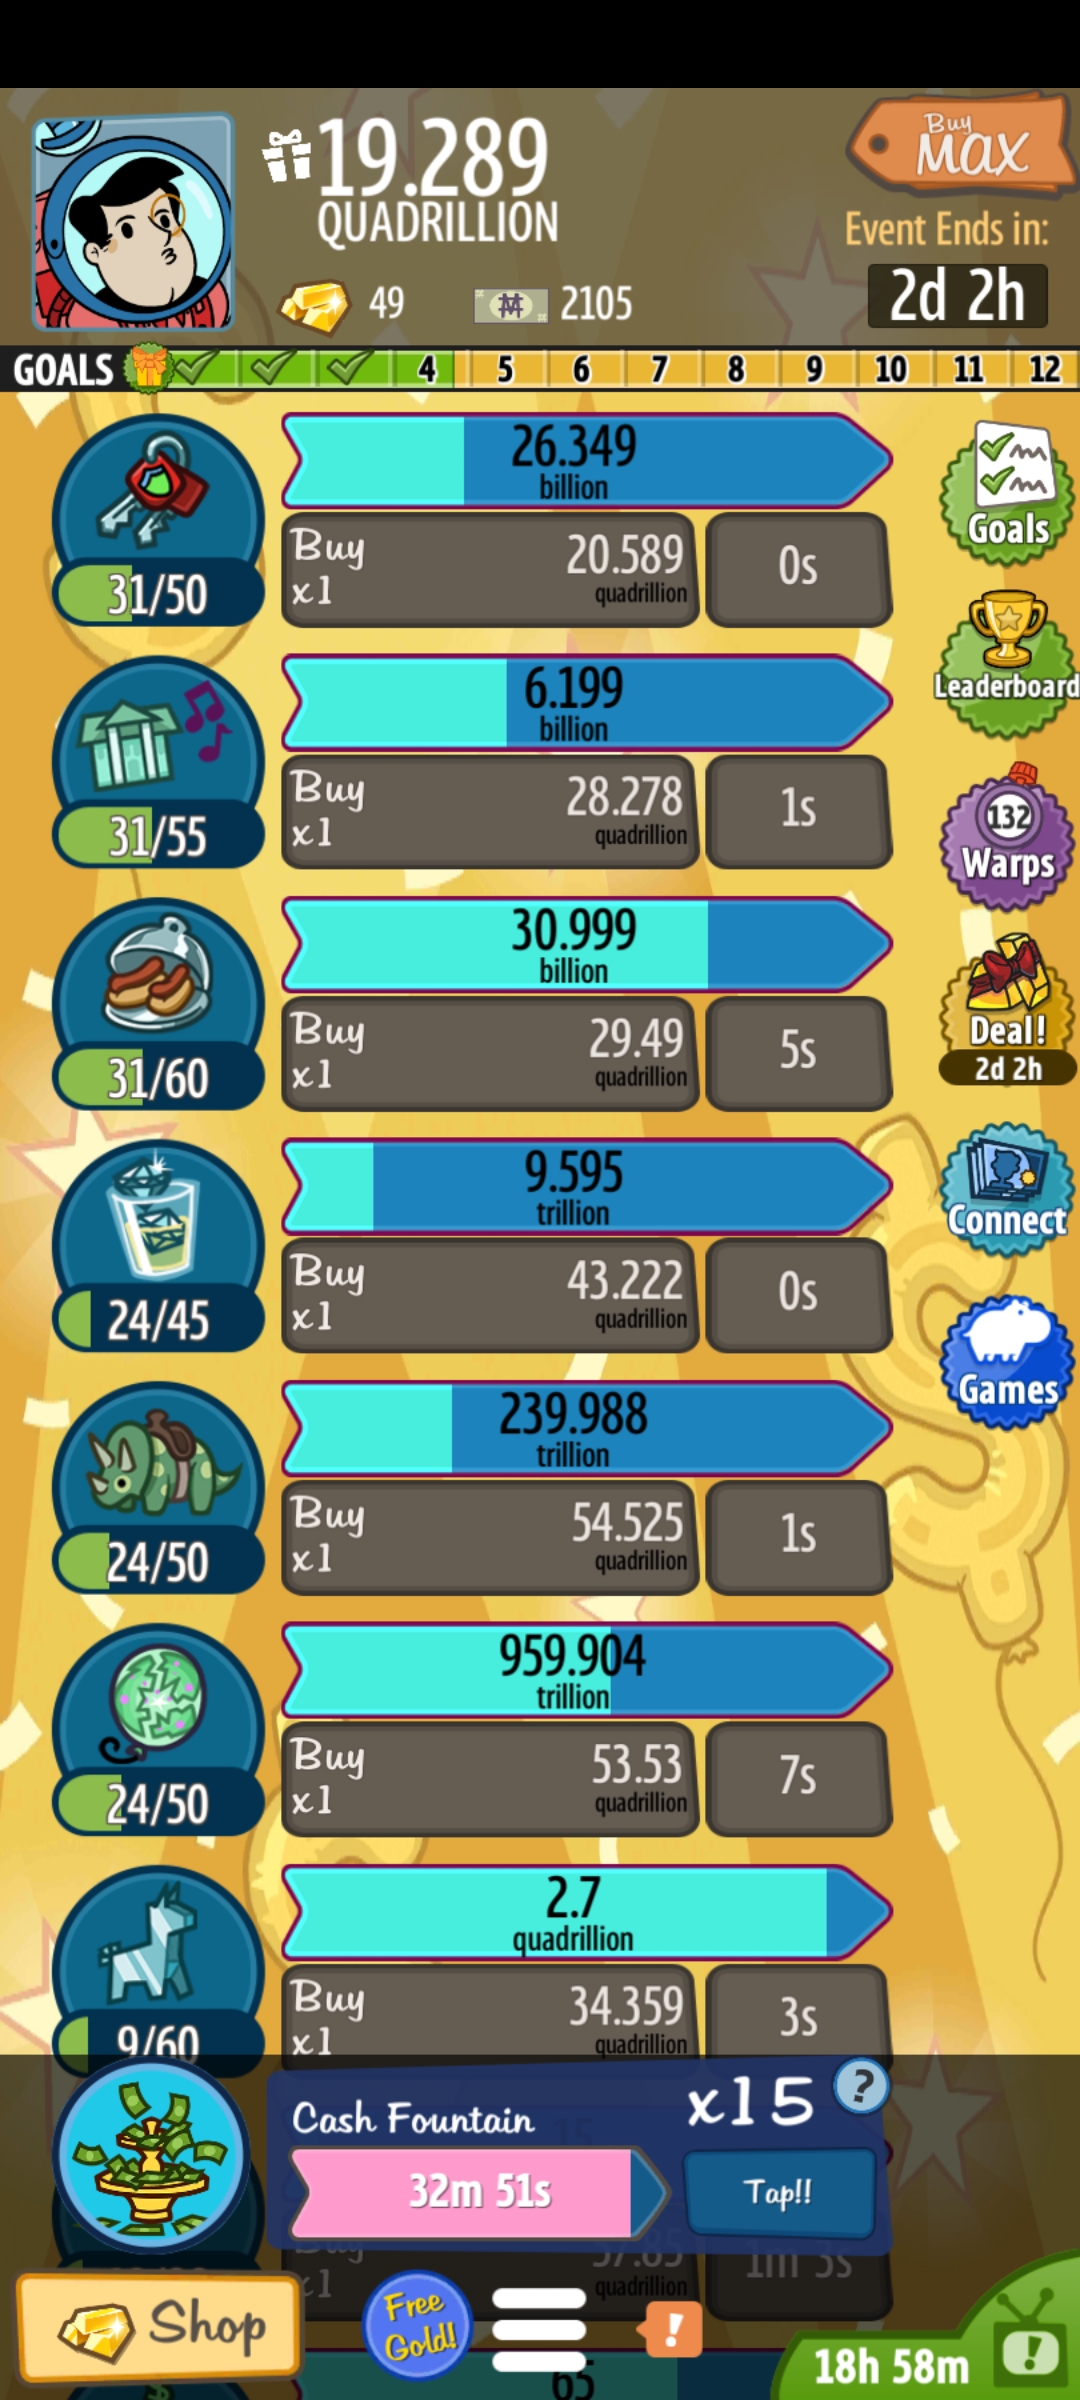 19.289
QUADRILLION
49
2105
Buy
MAX
Event Ends in:
2d 2h
GOALS
4 5 6 7 8 9 10 11 12
26.349
billion
31/50
Buy
x1
20.589
quadrillion
0s
Goals
6.199
billion
31/55
Buy
x1
28.278
quadrillion
1s
Leaderboard
30.999
billion
31/60
Buy
x1
29.49
quadrillion
5s
132
Warps
9.595
trillion
24/45
Buy
x1
43.222
quadrillion
0s
Deal!
2d 2h
239.988
trillion
24/50
Buy
x1
54.525
quadrillion
1s
Connect
959.904
trillion
24/50
Buy
x1
53.53
quadrillion
7s
Games
2.7
quadrillion
9/60
Buy
x1
34.359
quadrillion
3s
Cash Fountain
x15
?
32m 51s
Tap!!
Buy
x1
37.85
quadrillion
1m 3s
Shop
Free
Gold!
!
65
18h 58m
!